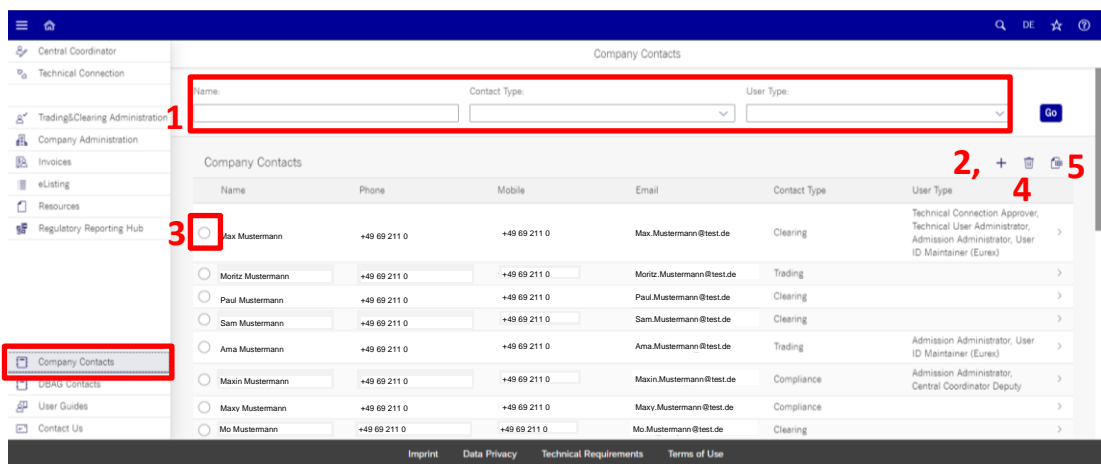 DE
Central Coordinator
Technical Connection
Trading&Clearing Administration
Company Administration
Invoices
eListing
Resources
Regulatory Reporting Hub
Company Contacts
DBAG Contacts
User Guides
Contact Us
Company Contacts
Name: Contact Type: User Type:
1
Go
Company Contacts 2, 4 5
Name Phone Mobile Email Contact Type User Type
3 Max Mustermann +49 69 211 0 +49 69 211 0 Max.Mustermann@test.de Clearing
Technical Connection Approver,
Technical User Administrator,
Admission Administrator, User
ID Maintainer (Eurex)
Moritz Mustermann +49 69 211 0 +49 69 211 0 Moritz.Mustermann@test.de Trading
Paul Mustermann +49 69 211 0 +49 69 211 0 Paul.Mustermann@test.de Clearing
Sam Mustermann +49 69 211 0 +49 69 211 0 Sam.Mustermann@test.de Clearing
Ama Mustermann +49 69 211 0 +49 69 211 0 Ama.Mustermann@test.de Trading
Admission Administrator, User
ID Maintainer (Eurex)
Maxin Mustermann +49 69 211 0 +49 69 211 0 Maxin.Mustermann@test.de Compliance
Admission Administrator,
Central Coordinator Deputy
Maxy Mustermann +49 69 211 0 +49 69 211 0 Maxy.Mustermann@test.de Compliance
Mo Mustermann +49 69 211 0 +49 69 211 0 Mo.Mustermann@test.de Clearing
Imprint Data Privacy Technical Requirements Terms of Use